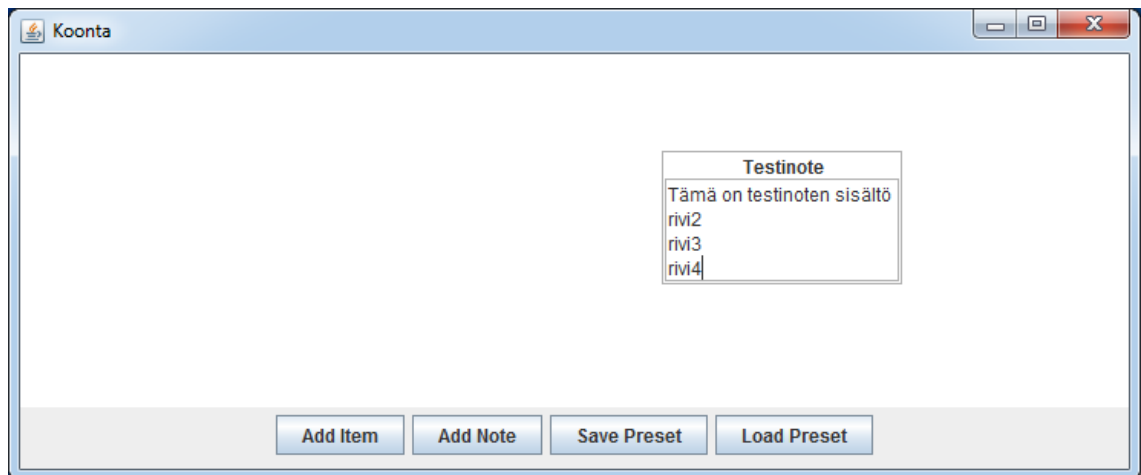 Koonta
Testinote
Tämä on testinoten sisältö
rivi2
rivi3
rivi4
Add Item Add Note Save Preset Load Preset